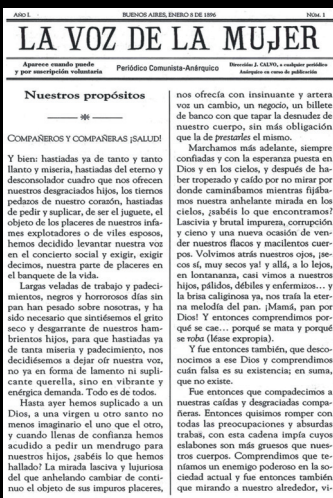 AÑO I.
BUENOS AIRES, ENERO 8 DE 1896
NÚM. 1
LA VOZ DE LA MUJER
Aparece cuando puede
y por suscripción voluntaria
Periódico Comunista-Anárquico
Dirección: J. CALVO, a cualquier periódico
Anárquico en curso de publicación
Nuestros propósitos
COMPAÑEROS Y COMPAÑERAS ¡SALUD!
Y bien: hastiadas ya de tanto y tanto
llanto y miseria, hastiadas del eterno y
desconsolador cuadro que nos ofrecen
nuestros desgraciados hijos, los tiernos
pedazos de nuestro corazón, hastiadas
de pedir y suplicar, de ser el juguete, el
objeto de los placeres de nuestros infa-
mes explotadores o de viles esposos,
hemos decidido levantar nuestra voz
en el concierto social y exigir, exigir
decimos, nuestra parte de placeres en
el banquete de la vida.
Largas veladas de trabajo y padeci-
mientos, negros y horrorosos días sin
pan han pesado sobre nosotras, y ha
sido necesario que sintiésemos el grito
seco y desgarrante de nuestros ham-
brientos hijos, para que hastiadas ya
de tanta miseria y padecimiento, nos
decidiésemos a dejar oír nuestra voz,
no ya en forma de lamento ni supli-
cante querella, sino en vibrante y
enérgica demanda. Todo es de todos.
Hasta ayer hemos suplicado a un
Dios, a una virgen u otro santo no
menos imaginario el uno que el otro,
y cuando llenas de confianza hemos
acudido a pedir un mendrugo para
nuestros hijos, ¿sabéis lo que hemos
hallado? La mirada lasciva y lujuriosa
del que anhelando cambiar de conti-
nuo el objeto de sus impuros placeres,
nos ofrecía con insinuante y artera
voz un cambio, un negocio, un billete
de banco con que tapar la desnudez de
nuestro cuerpo, sin más obligación
que la de prestarles el mismo.
Marchamos más adelante, siempre
confiadas y con la esperanza puesta en
Dios y en los cielos, y después de ha-
ber tropezado y caído por no mirar por
donde caminábamos mientras fijába-
mos nuestra anhelante mirada en los
cielos, ¿sabéis lo que encontramos?
Lascivia y brutal impureza, corrupción
y cieno y una nueva ocasión de ven-
der nuestros flacos y macilentos cuer-
pos. Volvimos atrás nuestros ojos, ¡se-
cos sí, muy secos ya! y allá, a lo lejos,
en lontananza, casi vimos a nuestros
hijos, pálidos, débiles y enfermizos... y
la brisa caliginosa ya, nos traía la eter-
na melodía del pan. ¡Mamá, pan por
Dios! Y entonces comprendimos por-
qué se cae... porqué se mata y porqué
se roba (léase expropia).
Y fue entonces también, que desco-
nocimos a ese Dios y comprendimos
cuán falsa es su existencia; en suma,
que no existe.
Fue entonces que compadecimos a
nuestras caídas y desgraciadas compa-
ñeras. Entonces quisimos romper con
todas las preocupaciones y absurdas
trabas, con esta cadena impía cuyos
eslabones son más gruesos que nues-
tros cuerpos. Comprendimos que te-
níamos un enemigo poderoso en la so-
ciedad actual y fue entonces también
que mirando a nuestro alrededor, vi-